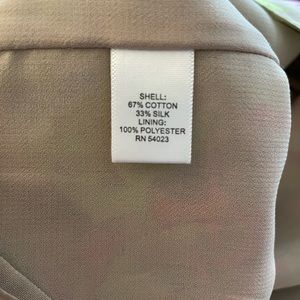 SHELL:
67% COTTON
33% SILK
LINING:
100% POLYESTER
RN 54023